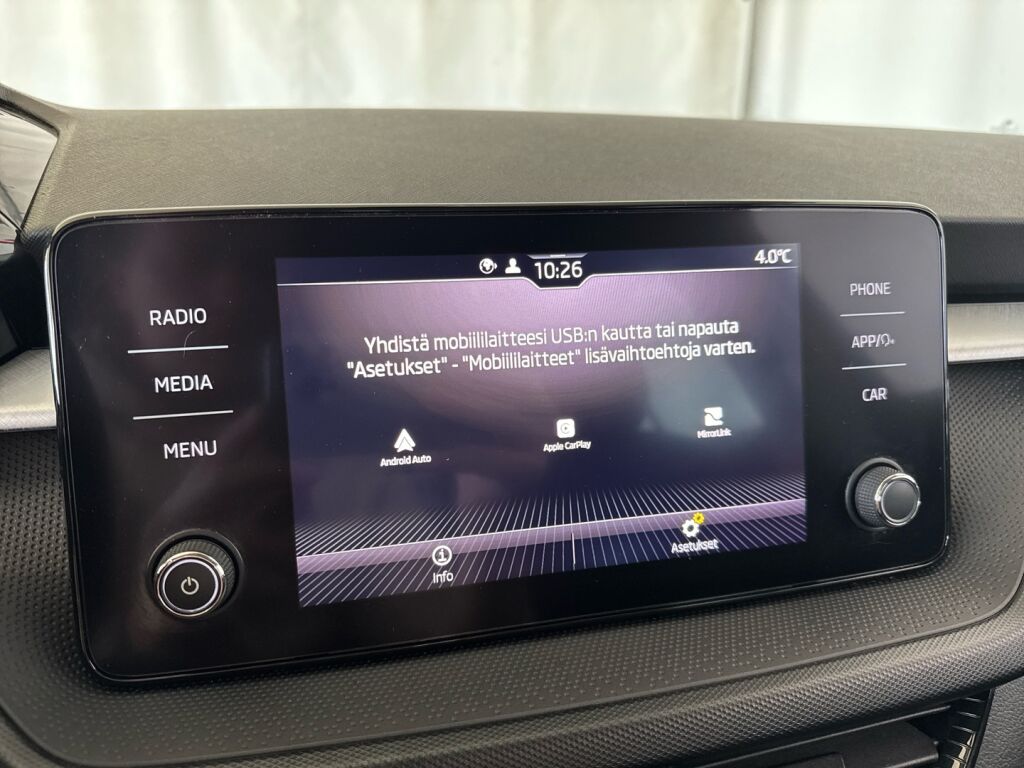 RADIO
MEDIA
MENU
10:26
4.0°C
Yhdistä mobiililaitteesi USB:n kautta tai napauta
"Asetukset" - "Mobiililaitteet" lisävaihtoehtoja varten.
Android Auto
Apple CarPlay
MirrorLink
Info
Asetukset
PHONE
APP/
CAR